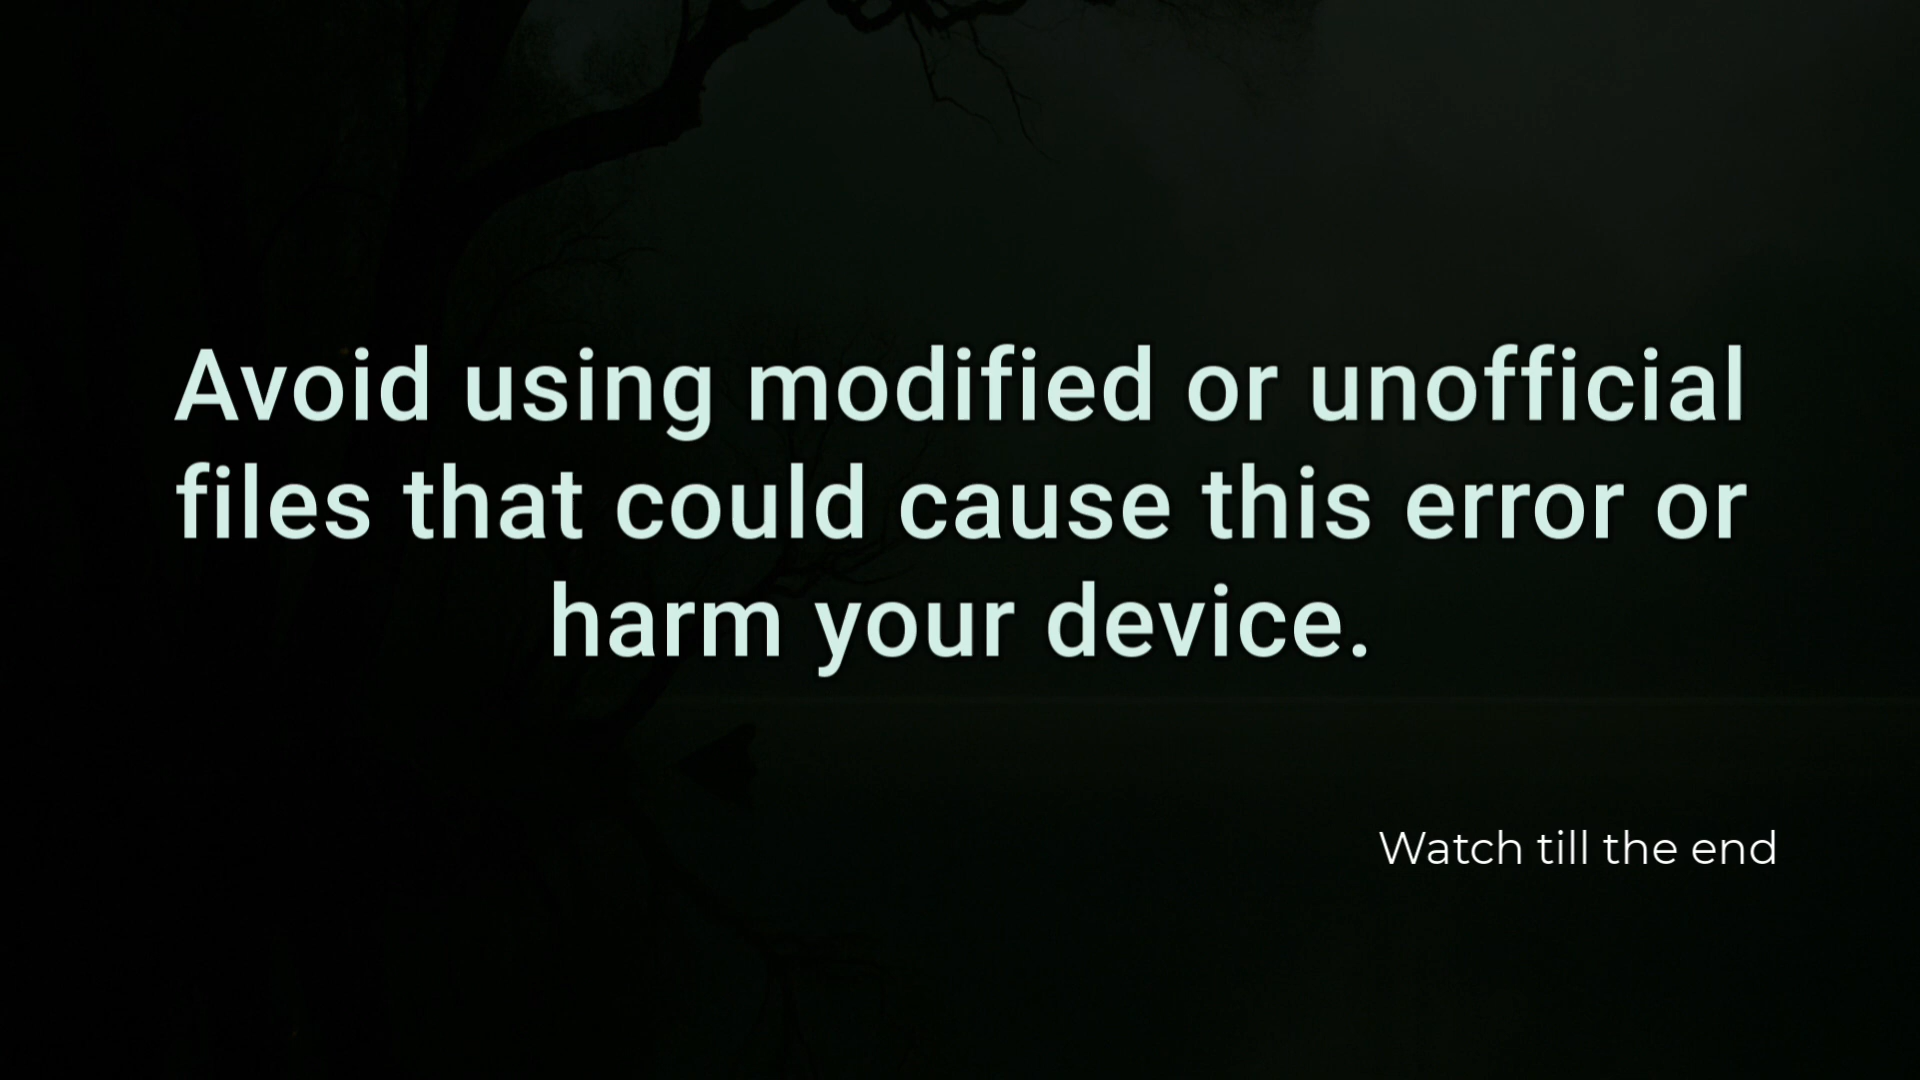 Avoid using modified or unofficial
files that could cause this error or
harm your device.
Watch till the end